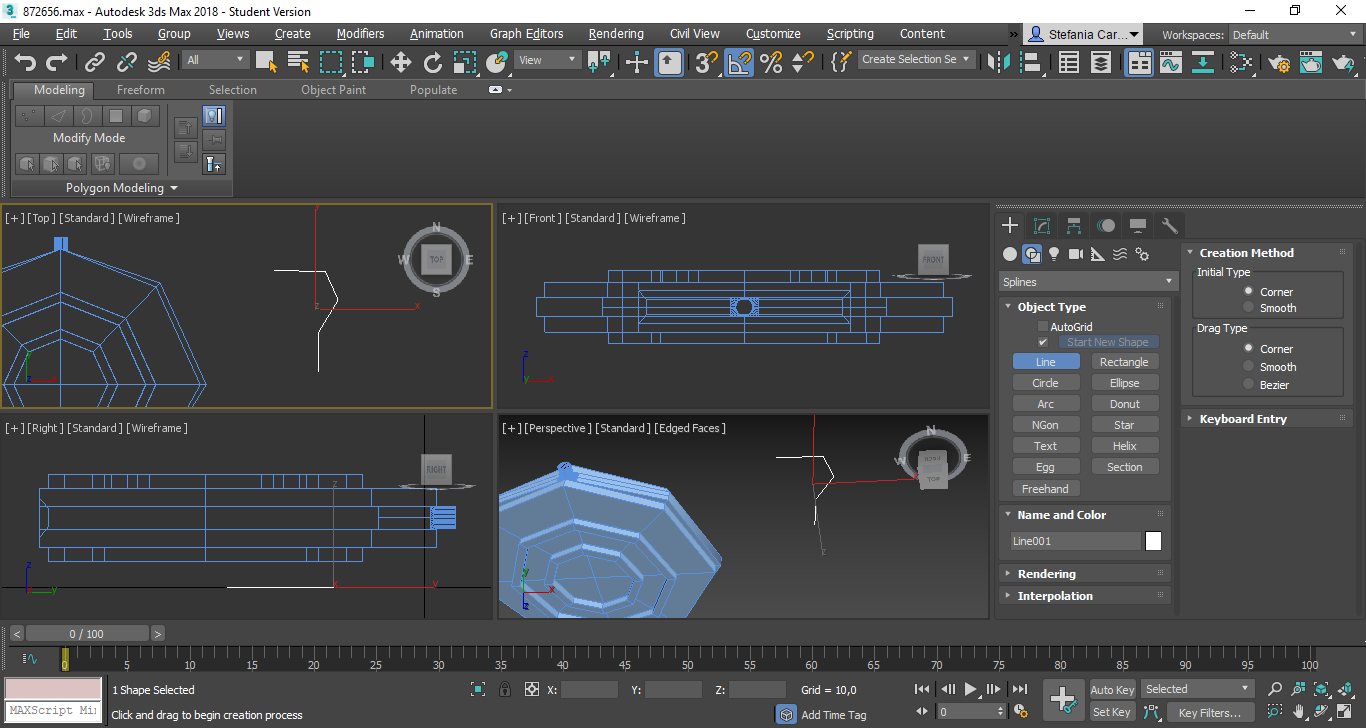 872656.max - Autodesk 3ds Max 2018 - Student Version
File Edit Tools Group Views Create Modifiers Animation Graph Editors Rendering Civil View Customize Scripting Content » Stefania Car... Workspaces: Default
All View Create Selection Se
Modeling Freeform Selection Object Paint Populate
Modify Mode
Polygon Modeling
[+] [Top] [Standard] [Wireframe]
N
W TOP E
S
x
z
[+] [Front] [Standard] [Wireframe]
FRONT
z
y x
[+] [Right] [Standard] [Wireframe]
RIGHT
z
x y
z
y
[+] [Perspective] [Standard] [Edged Faces]
N
W E
TOP
z
y
x
z
Splines
Object Type
AutoGrid
Start New Shape
Line Rectangle
Circle Ellipse
Arc Donut
NGon Star
Text Helix
Egg Section
Freehand
Name and Color
Line001
Rendering
Interpolation
Creation Method
Initial Type
Corner
Smooth
Drag Type
Corner
Smooth
Bezier
Keyboard Entry
< 0 / 100 >
0 5 10 15 20 25 30 35 40 45 50 55 60 65 70 75 80 85 90 95 100
1 Shape Selected X: Y: Z: Grid = 10,0 Auto Key Selected
MAXScript Mi
Click and drag to begin creation process Add Time Tag 0 Set Key Key Filters...